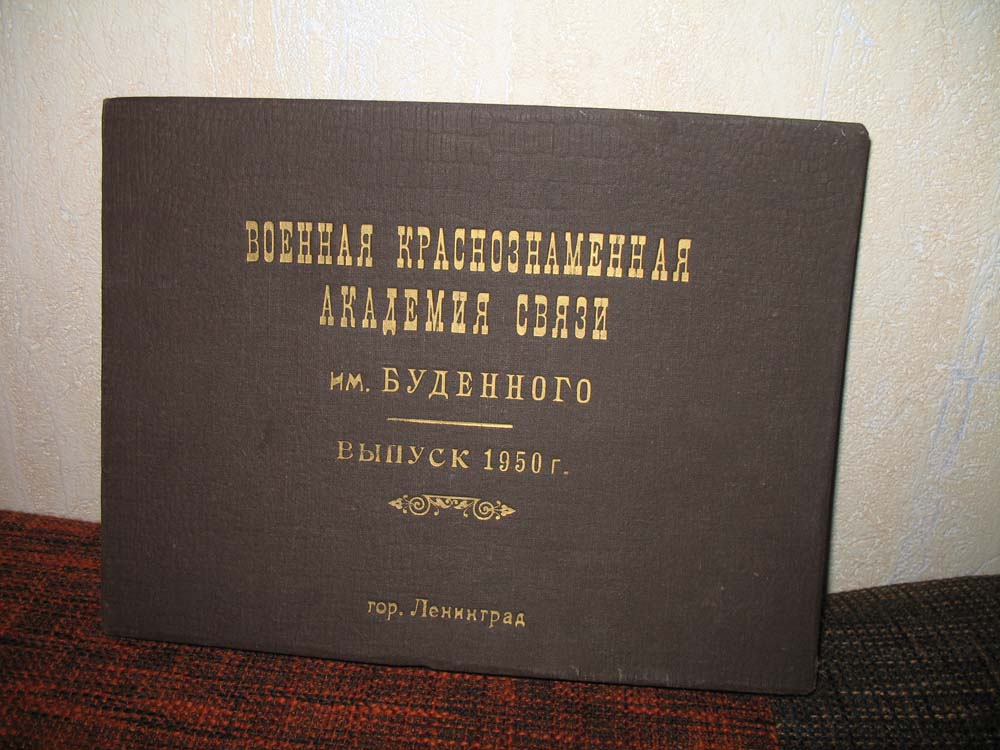 ВОЕННАЯ КРАСНОЗНАМЕННАЯ
АКАДЕМИЯ СВЯЗИ
им. БУДЕННОГО
ВЫПУСК 1950 г.
гор. Ленинград